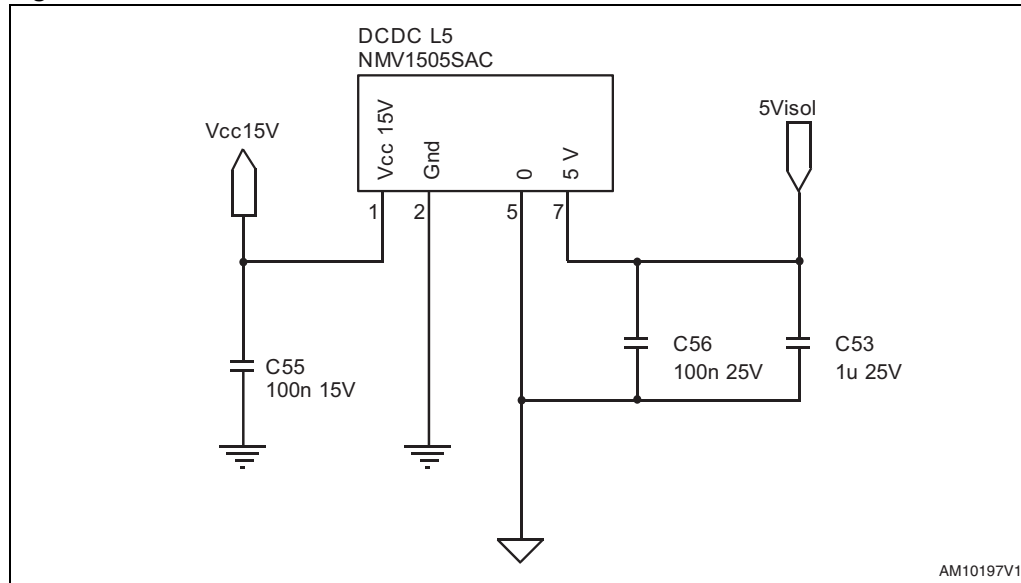 DCDC L5
NMV1505SAC
Vcc15V
5Visol
Vcc 15V
Gnd
0
5 V
1
2
5
7
C55
100n 15V
C56
100n 25V
C53
1u 25V
AM10197V1